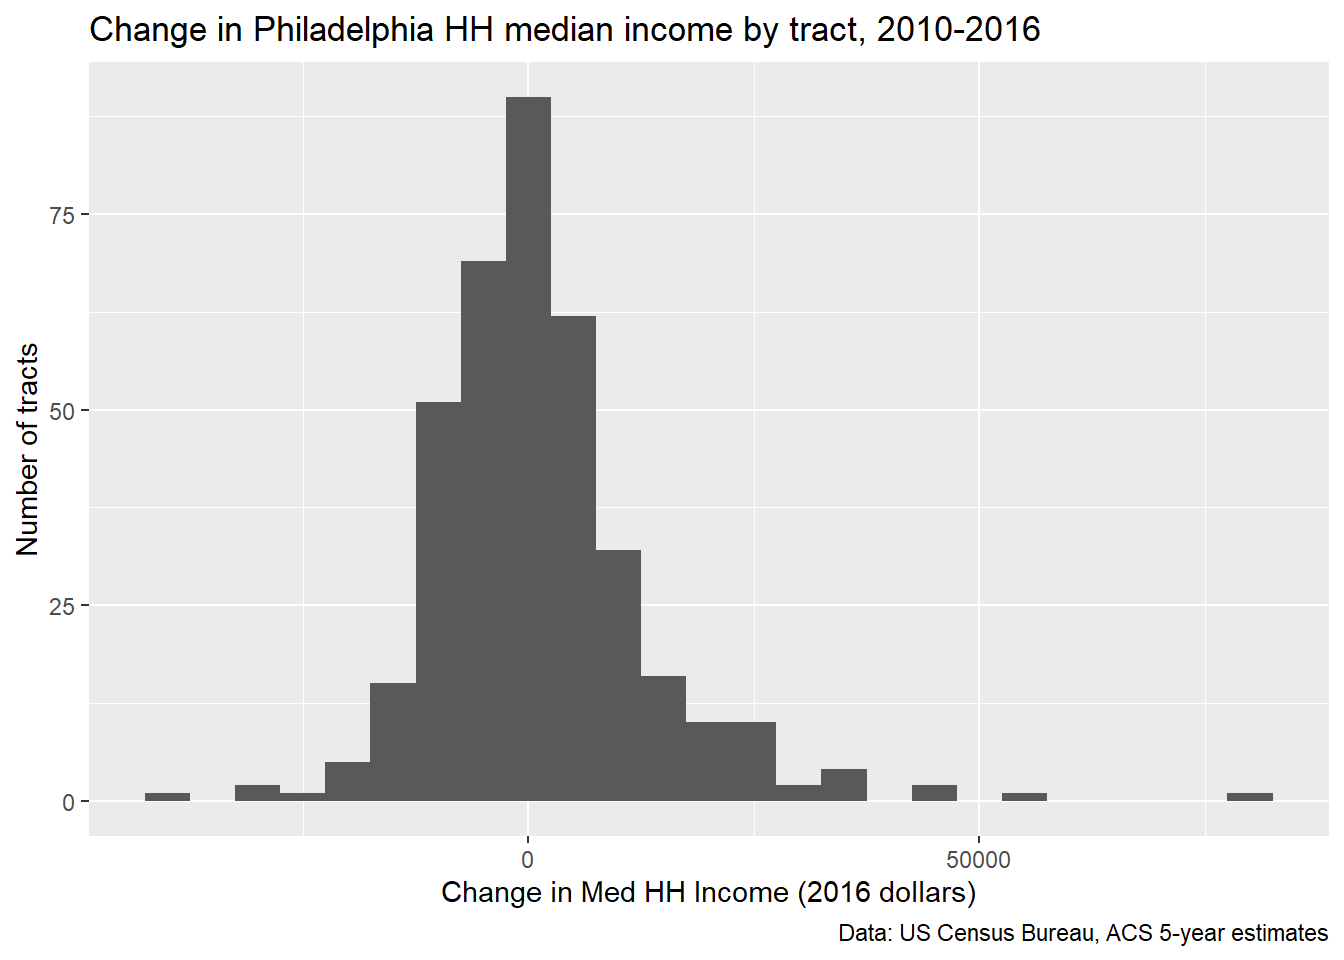 Change in Philadelphia HH median income by tract, 2010-2016
Number of tracts
75
50
25
0
0
50000
Change in Med HH Income (2016 dollars)
Data: US Census Bureau, ACS 5-year estimates